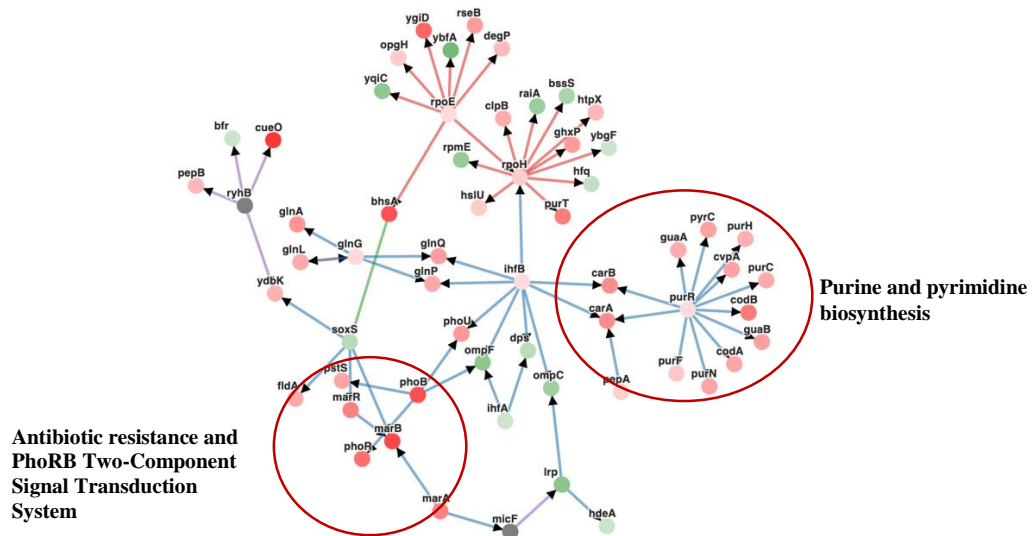 ygiD
rseB
opgH
ybfA
degP
yqiC
rpoE
raiA
bssS
htpX
clpB
ghxP
ybgF
bfr
cueO
rpmE
rpoH
hfq
pepB
ryhB
hslU
purT
bhsA
glnA
glnG
glnQ
glnL
glnP
ydbK
ihfB
carB
carA
pyrC
purH
guaA
cvpA
purC
purR
codB
guaB
purF
codA
purN
pepA
Purine and pyrimidine
biosynthesis
soxS
phoU
ompF
dps
ompC
fldA
pstS
phoB
marR
ihfA
marB
phoR
Antibiotic resistance and
PhoRB Two-Component
Signal Transduction
System
marA
micF
lrp
hdeA